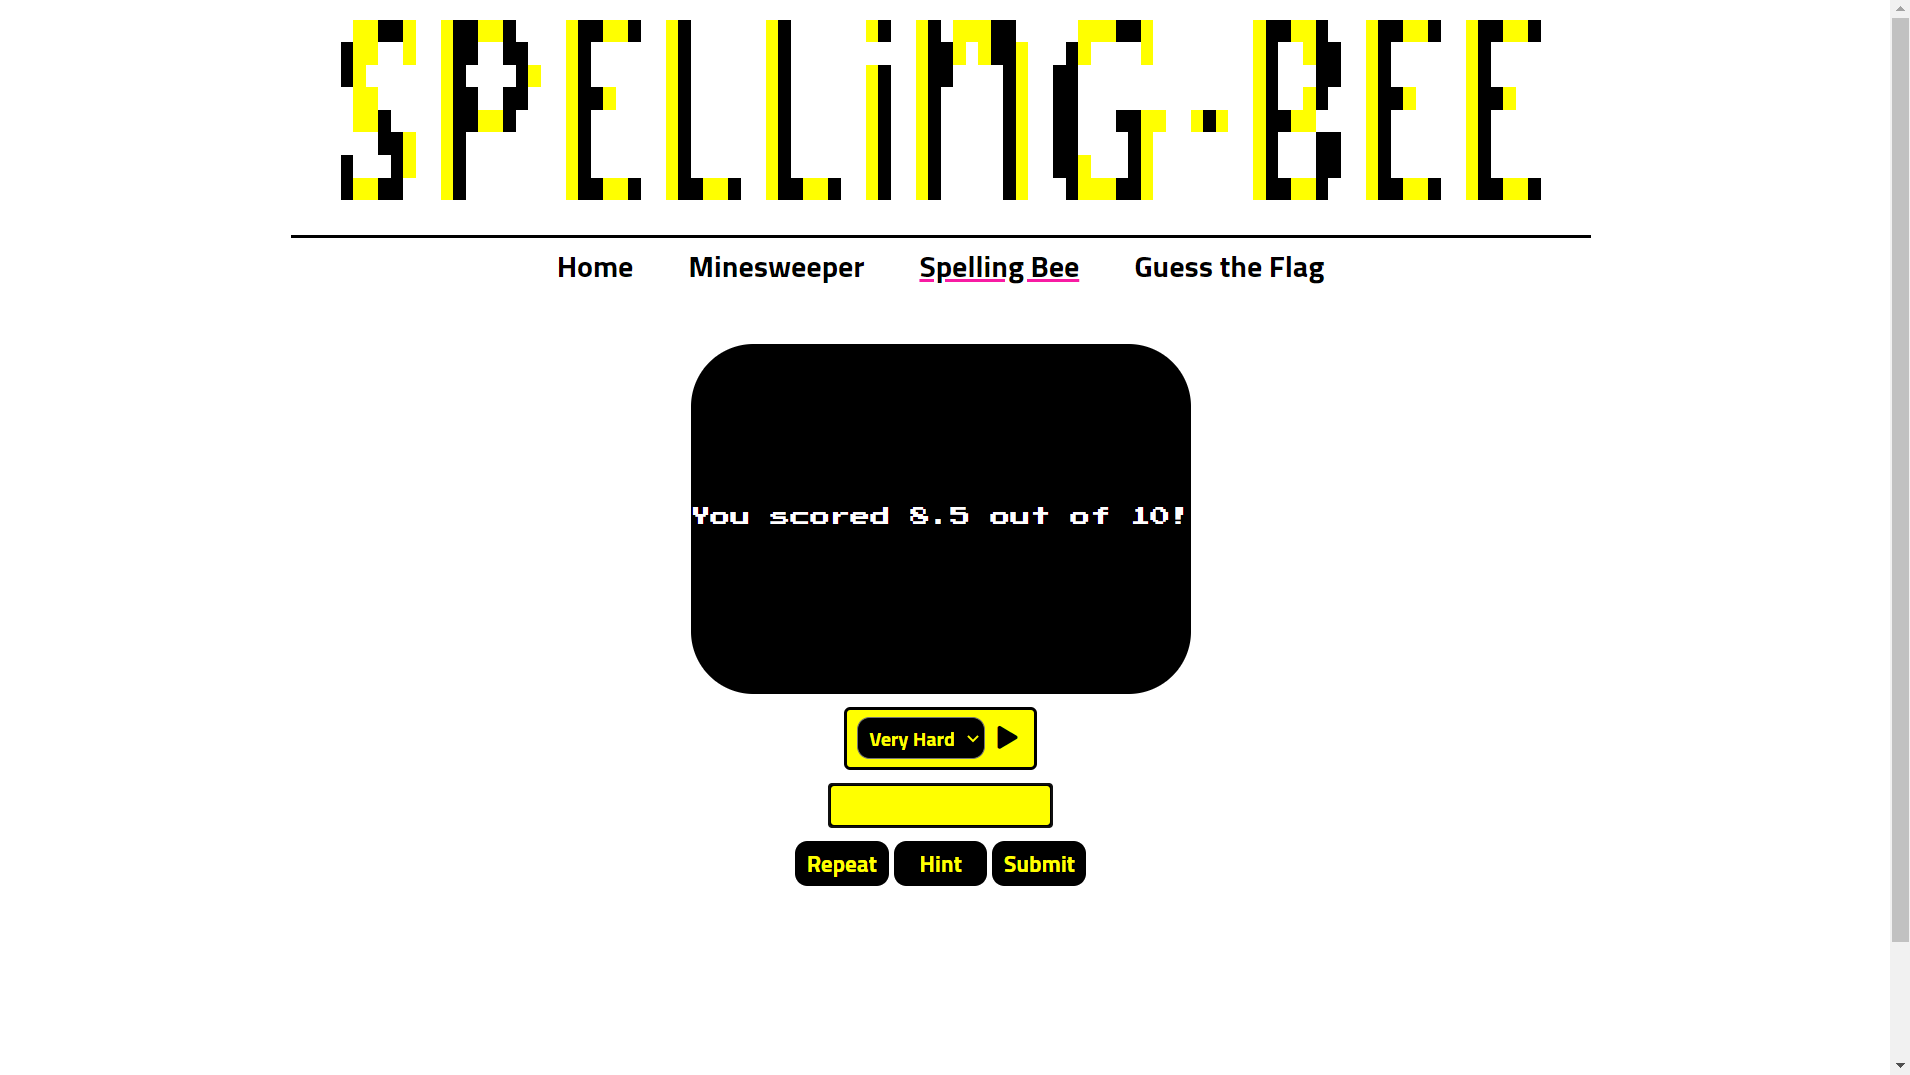 SPELLiNG-BEE
Home Minesweeper Spelling Bee Guess the Flag
You scored 8.5 out of 10!
Very Hard
Repeat Hint Submit